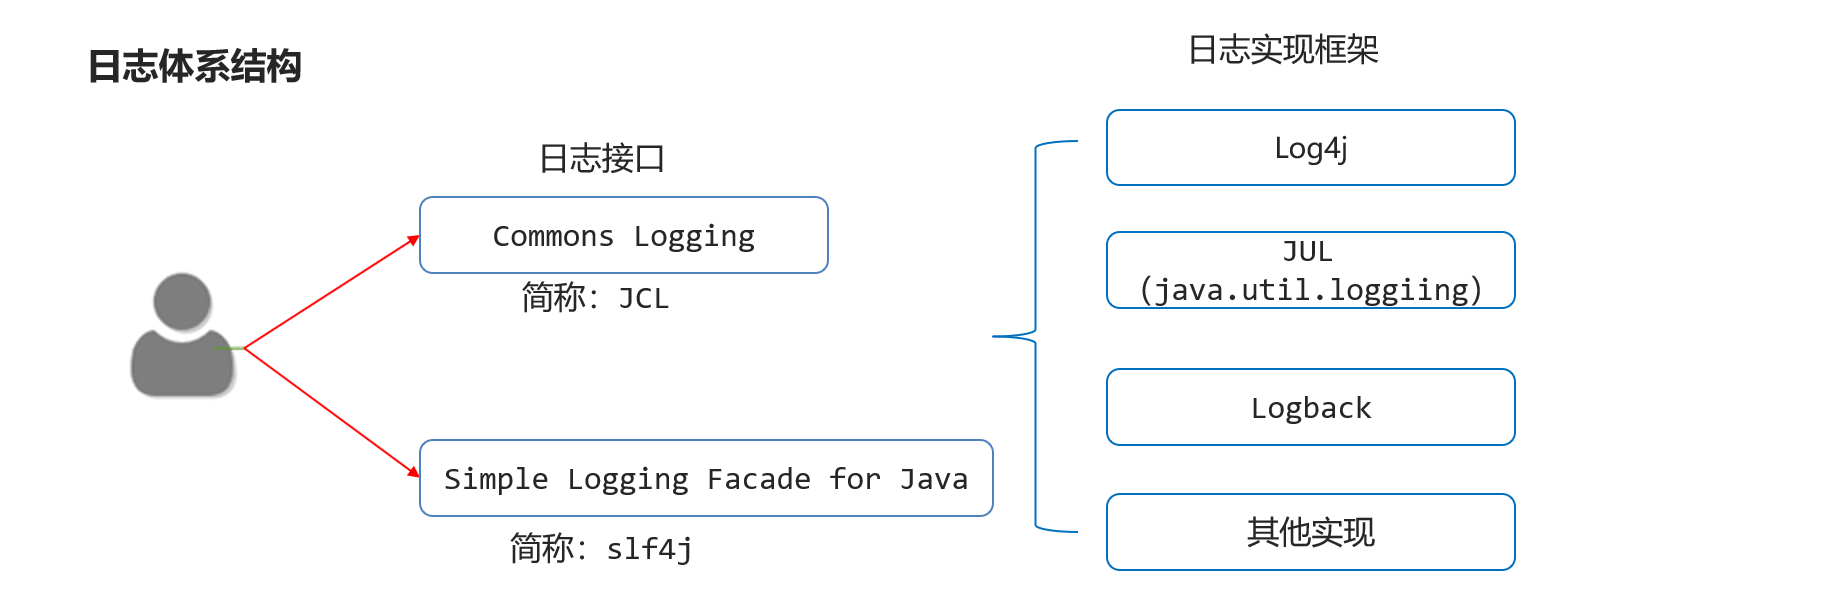 日志体系结构
日志接口
Commons Logging
简称：JCL
Simple Logging Facade for Java
简称：slf4j
日志实现框架
Log4j
JUL
（java.util.loggiing）
Logback
其他实现